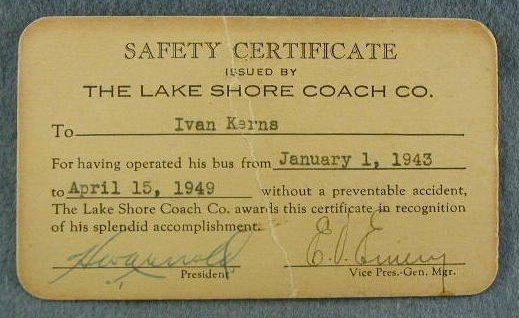 SAFETY CERTIFICATE
ISSUED BY
THE LAKE SHORE COACH CO.
To Ivan Kerns
For having operated his bus from January 1, 1943
to April 15, 1949 without a preventable accident,
The Lake Shore Coach Co. awards this certificate in recognition
of his splendid accomplishment.
E. J. Emery
President Vice Pres.-Gen. Mgr.